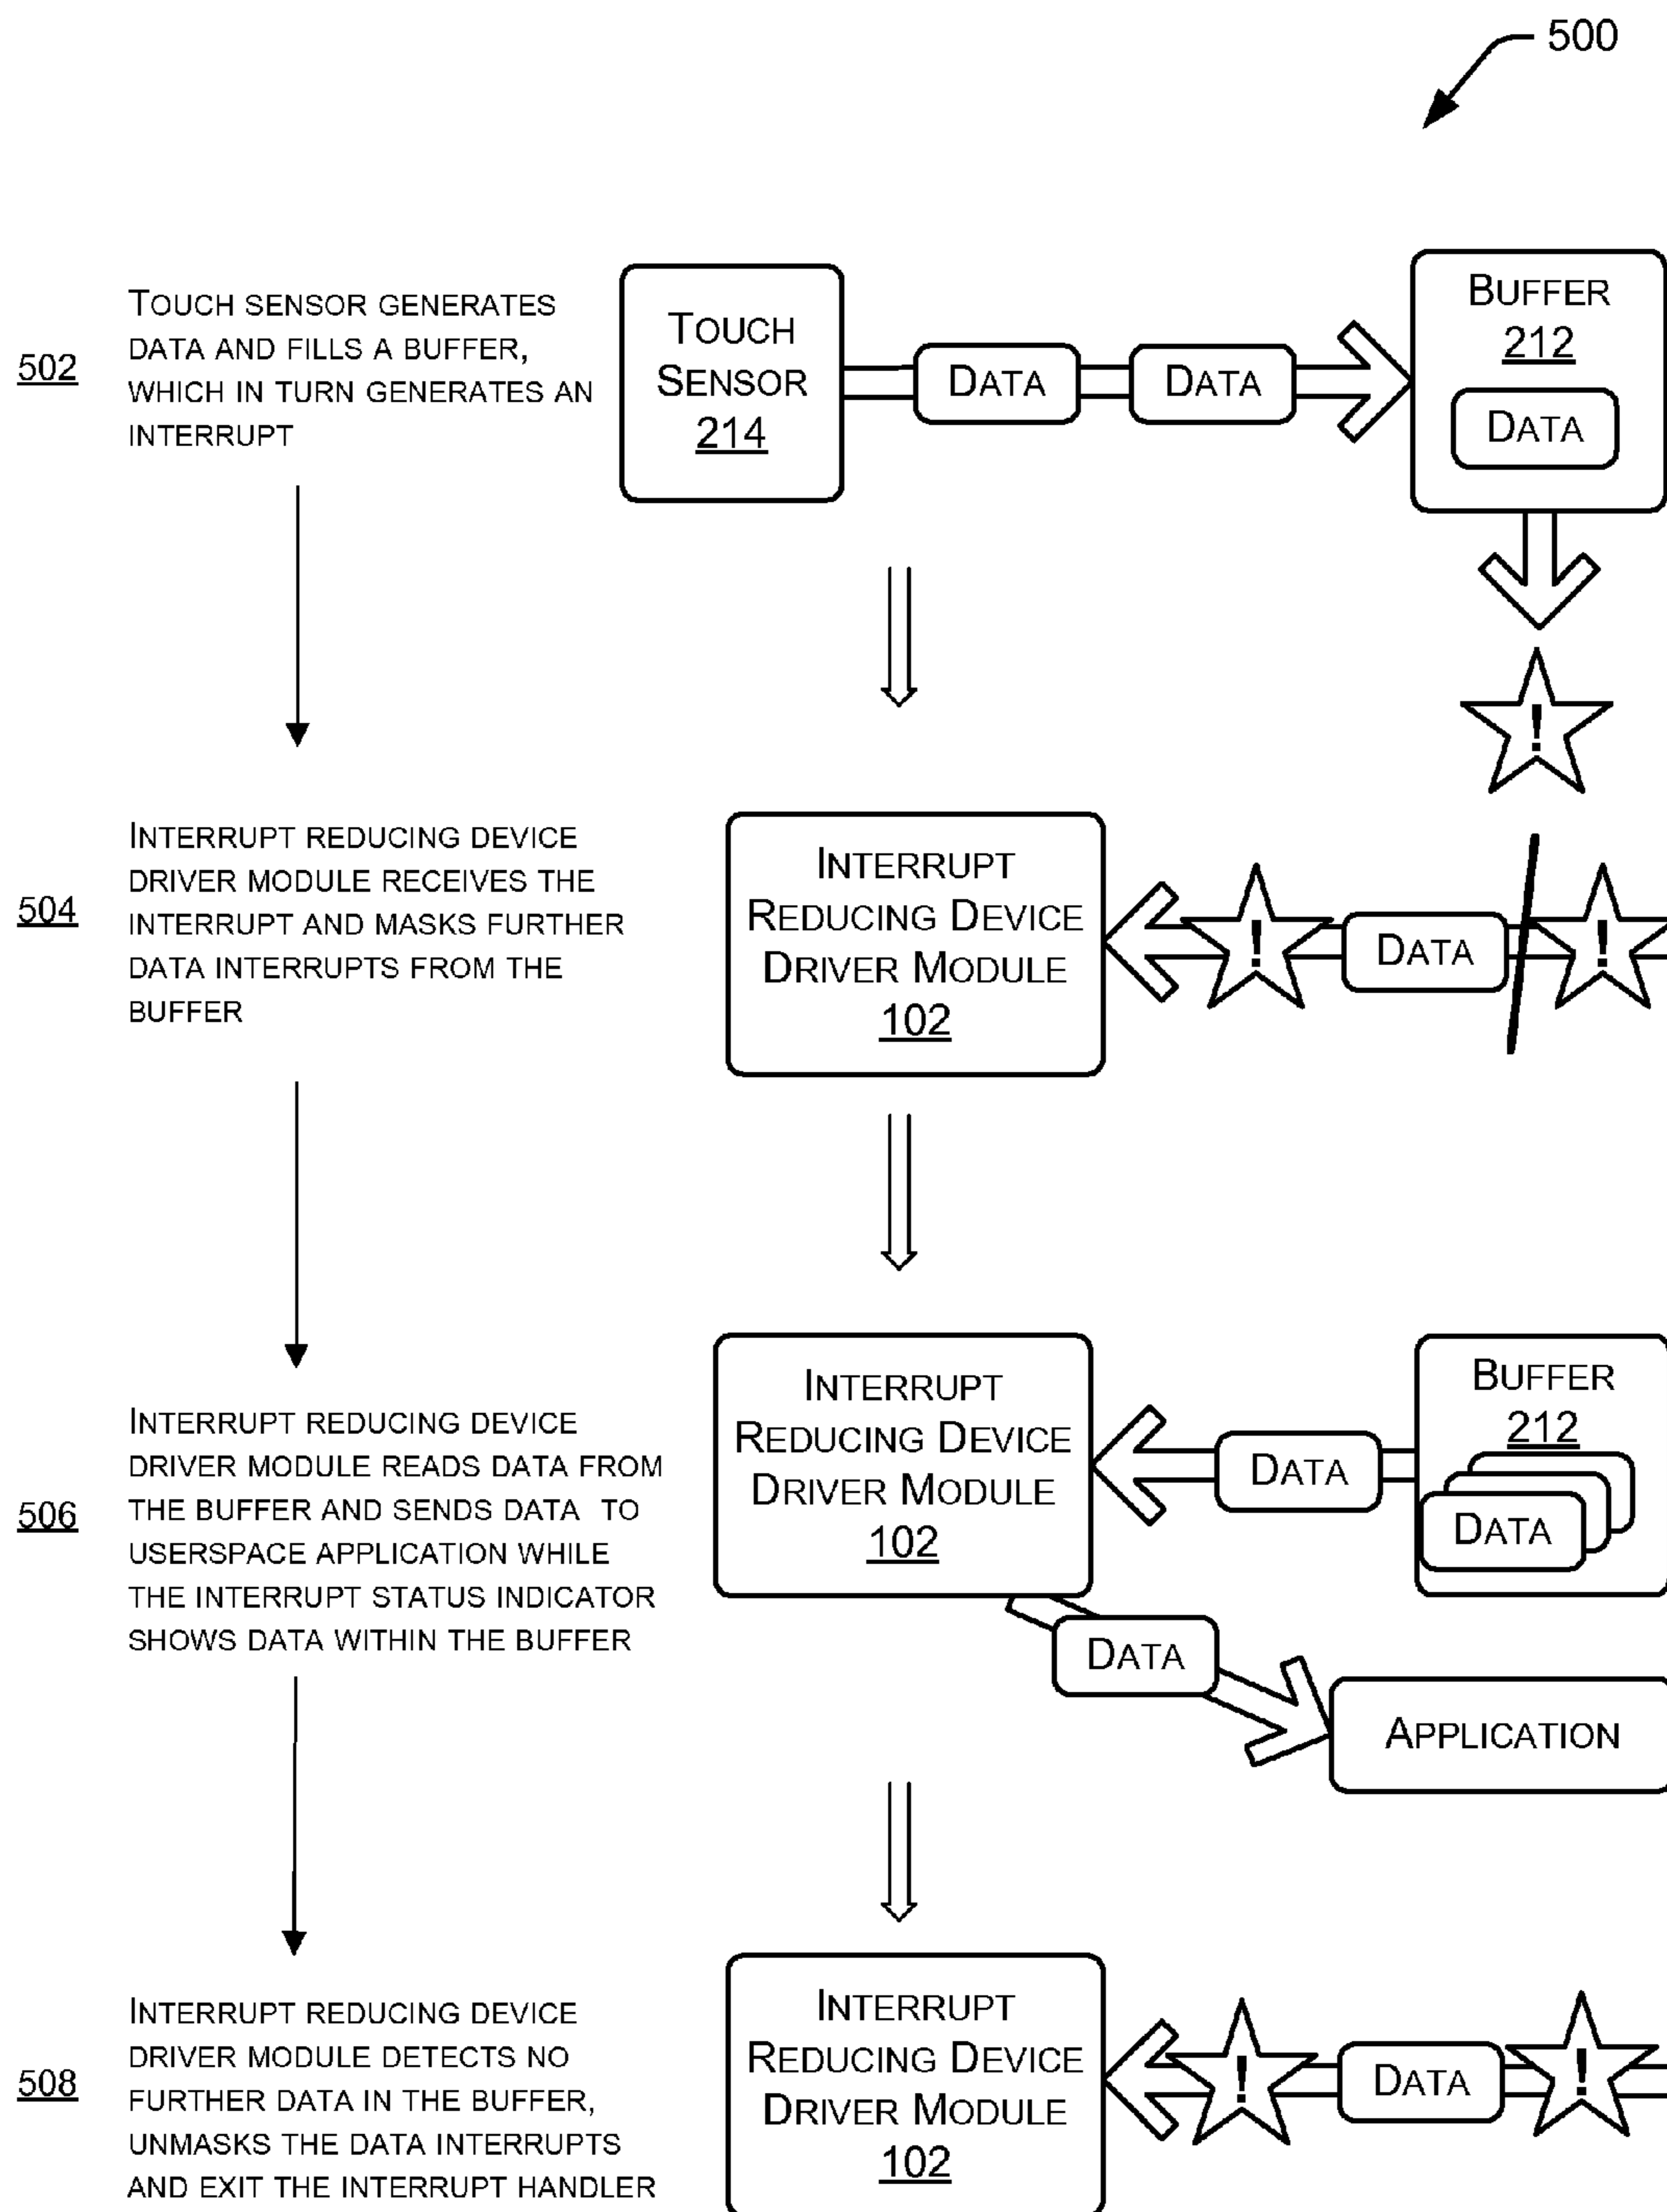 500
502
TOUCH SENSOR GENERATES
DATA AND FILLS A BUFFER,
WHICH IN TURN GENERATES AN
INTERRUPT
TOUCH
SENSOR
214
DATA
DATA
BUFFER
212
DATA
!
504
INTERRUPT REDUCING DEVICE
DRIVER MODULE RECEIVES THE
INTERRUPT AND MASKS FURTHER
DATA INTERRUPTS FROM THE
BUFFER
INTERRUPT
REDUCING DEVICE
DRIVER MODULE
102
!
DATA
!
506
INTERRUPT REDUCING DEVICE
DRIVER MODULE READS DATA FROM
THE BUFFER AND SENDS DATA TO
USERSPACE APPLICATION WHILE
THE INTERRUPT STATUS INDICATOR
SHOWS DATA WITHIN THE BUFFER
INTERRUPT
REDUCING DEVICE
DRIVER MODULE
102
DATA
BUFFER
212
DATA
DATA
APPLICATION
508
INTERRUPT REDUCING DEVICE
DRIVER MODULE DETECTS NO
FURTHER DATA IN THE BUFFER,
UNMASKS THE DATA INTERRUPTS
AND EXIT THE INTERRUPT HANDLER
INTERRUPT
REDUCING DEVICE
DRIVER MODULE
102
!
DATA
!